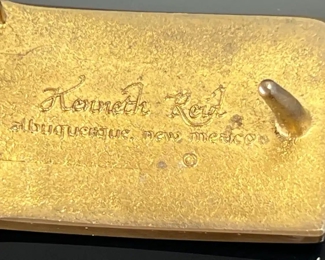 Kenneth Reid
albuquerque, new mexico
©